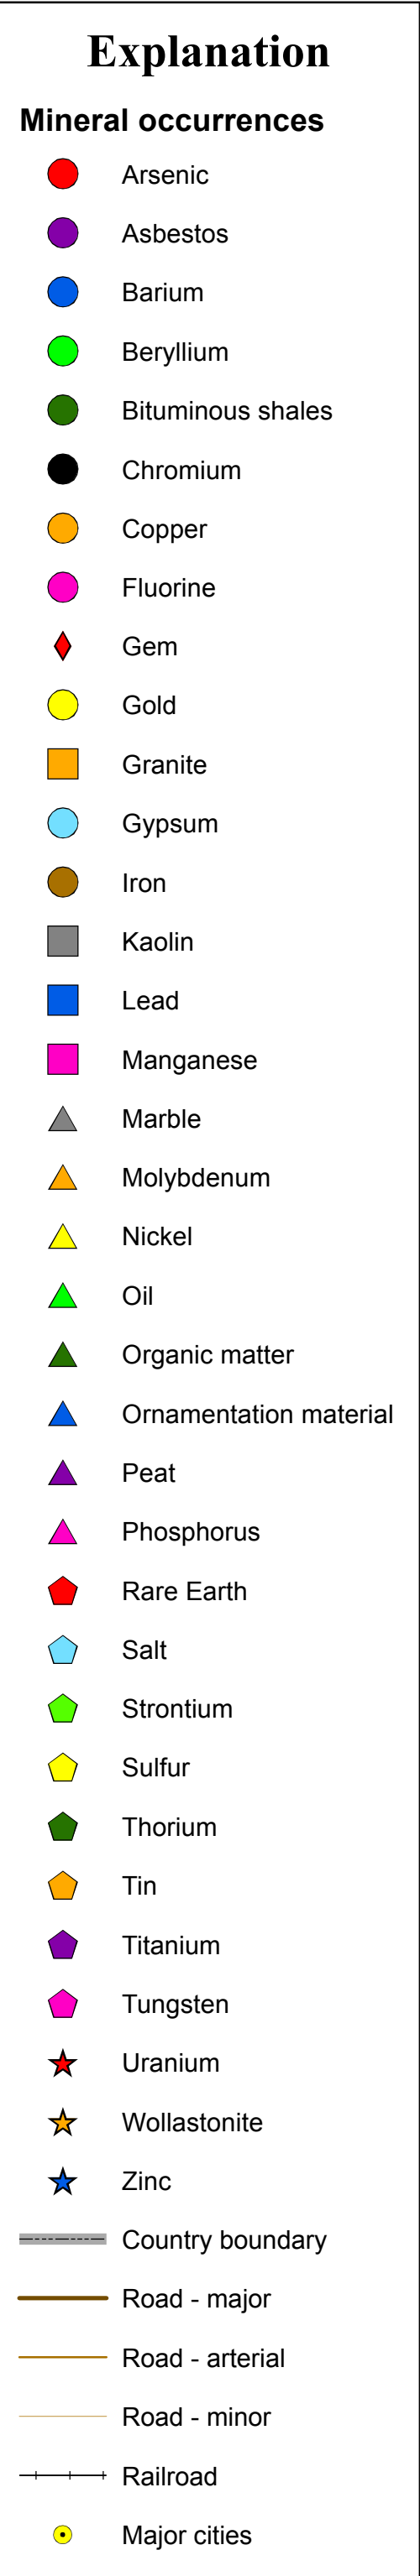 Explanation
Mineral occurrences
Arsenic
Asbestos
Barium
Beryllium
Bituminous shales
Chromium
Copper
Fluorine
Gem
Gold
Granite
Gypsum
Iron
Kaolin
Lead
Manganese
Marble
Molybdenum
Nickel
Oil
Organic matter
Ornamentation material
Peat
Phosphorus
Rare Earth
Salt
Strontium
Sulfur
Thorium
Tin
Titanium
Tungsten
Uranium
Wollastonite
Zinc
Country boundary
Road - major
Road - arterial
Road - minor
Railroad
Major cities